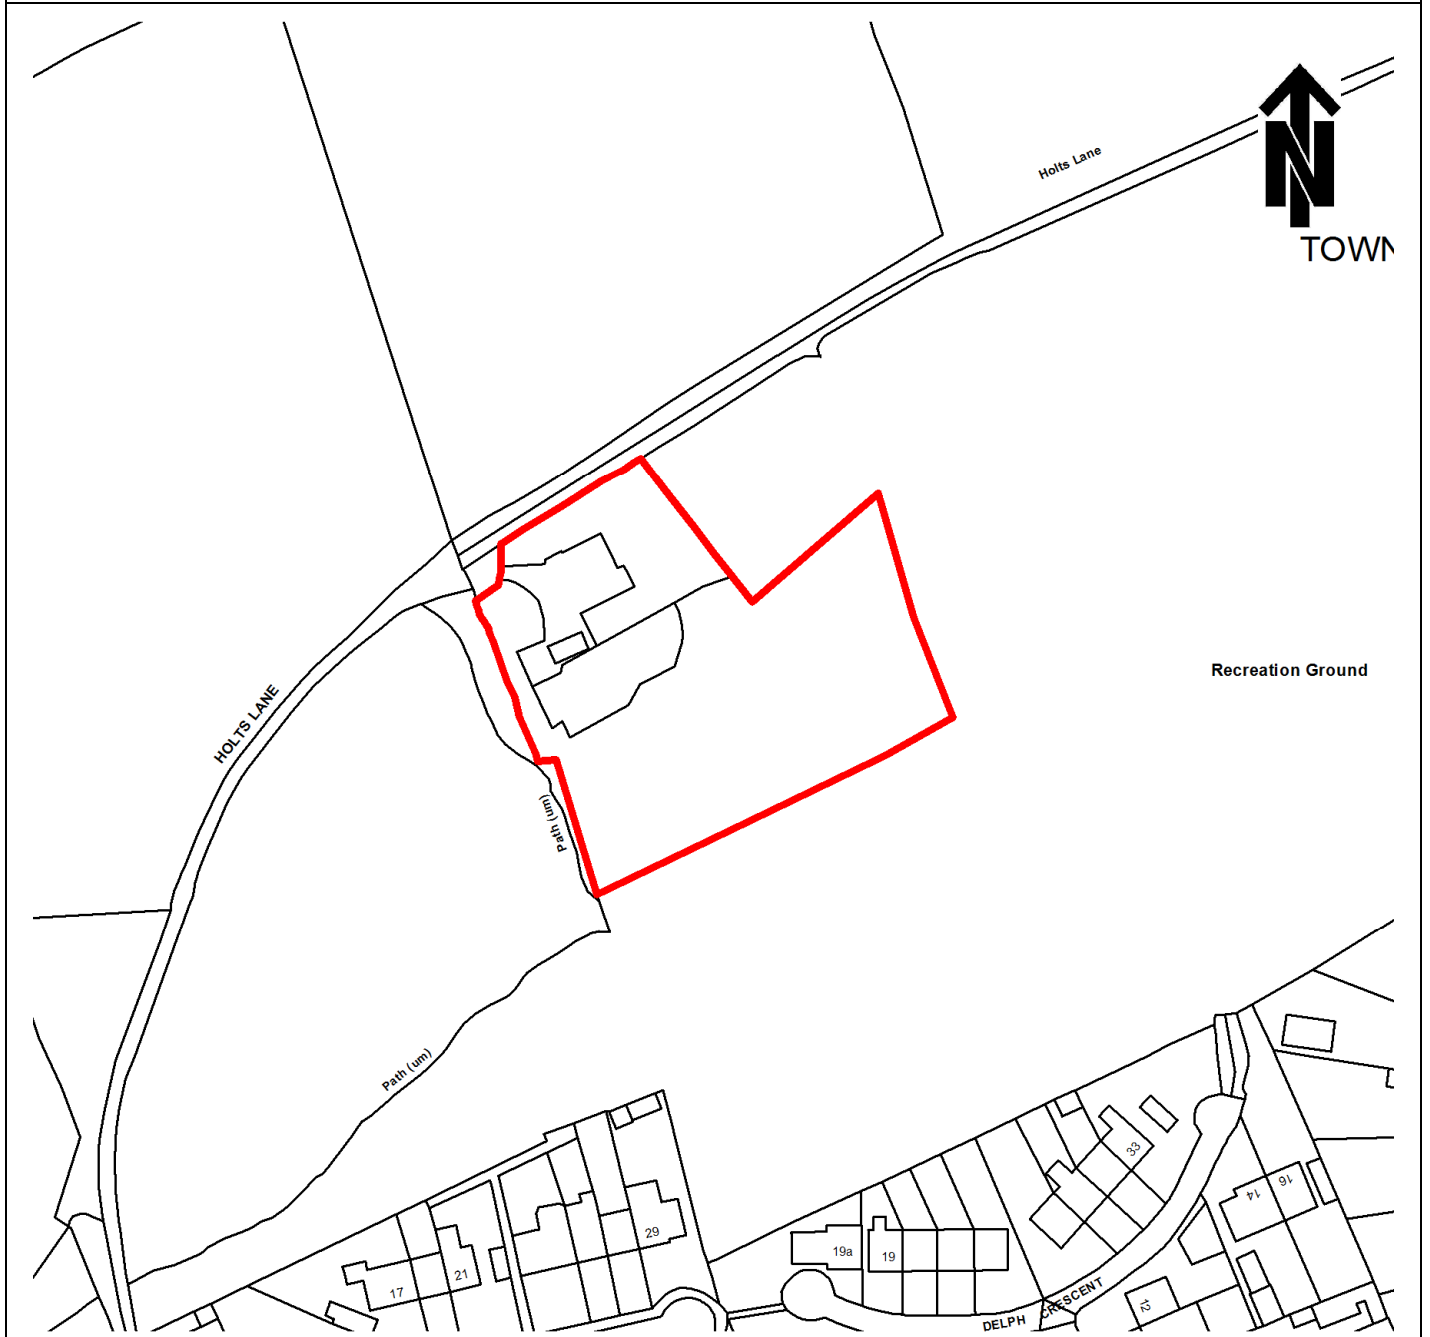 Holts Lane
N
TOWN
Recreation Ground
HOLTS LANE
Path (um)
Path (um)
33
16
14
29
19a
19
21
17
12
DELPH CRESCENT